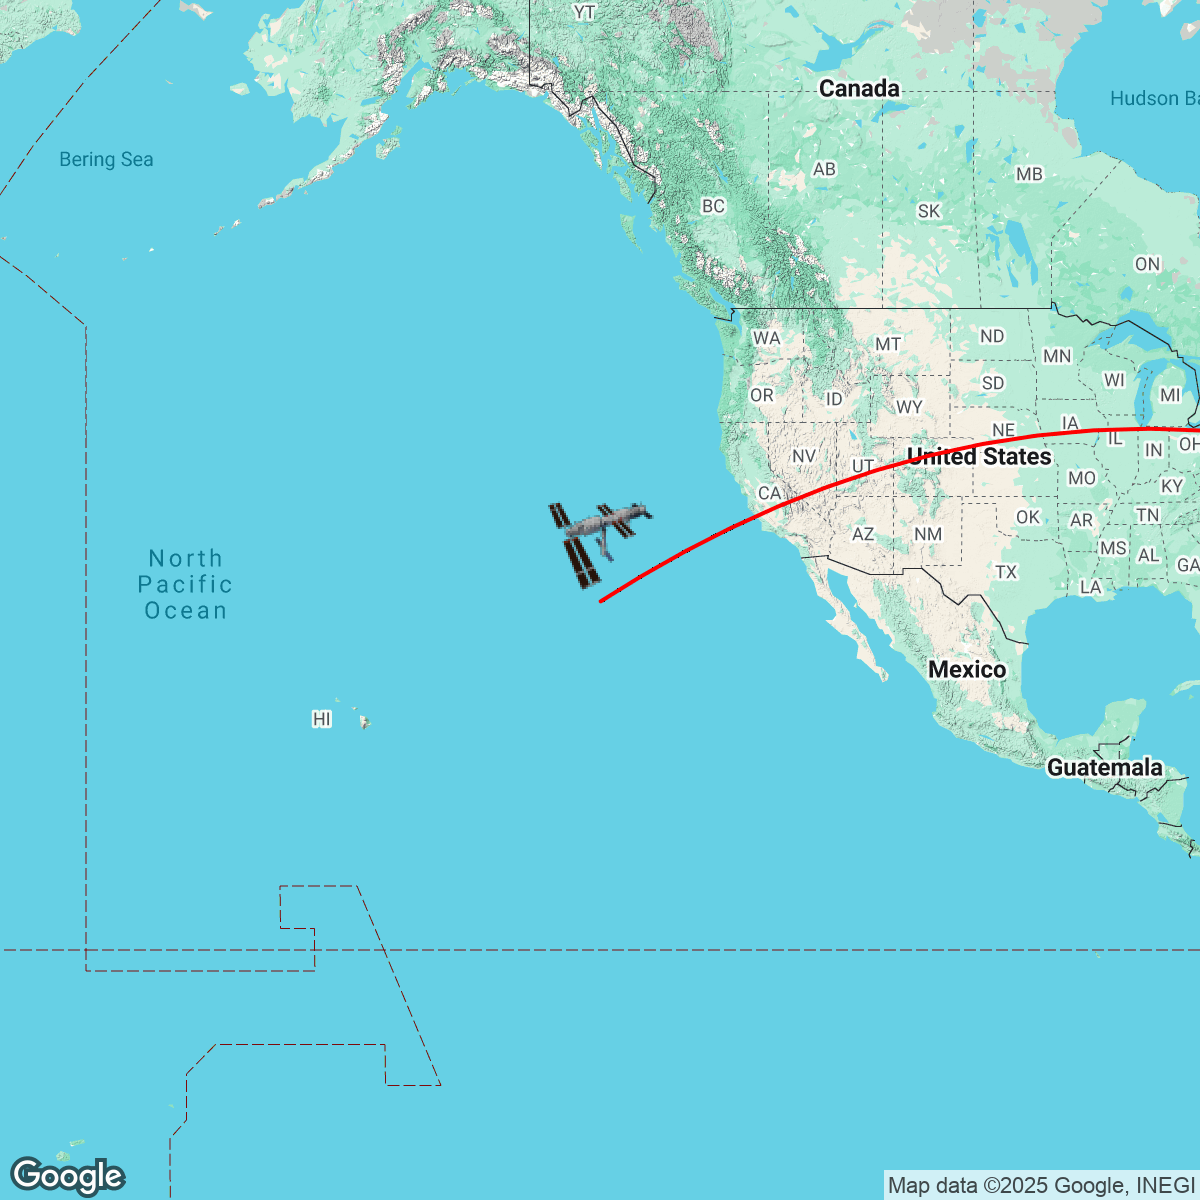 YT
Canada
Hudson Ba
Bering Sea
AB
MB
BC
SK
ON
WA
MT
ND
MN
OR
ID
WY
SD
WI
MI
NV
UT
NE
IA
IL
IN
OH
United States
CA
MO
KY
AZ
NM
OK
AR
TN
TX
MS
AL
GA
LA
North
Pacific
Ocean
Mexico
HI
Guatemala
Google
Map data ©2025 Google, INEGI